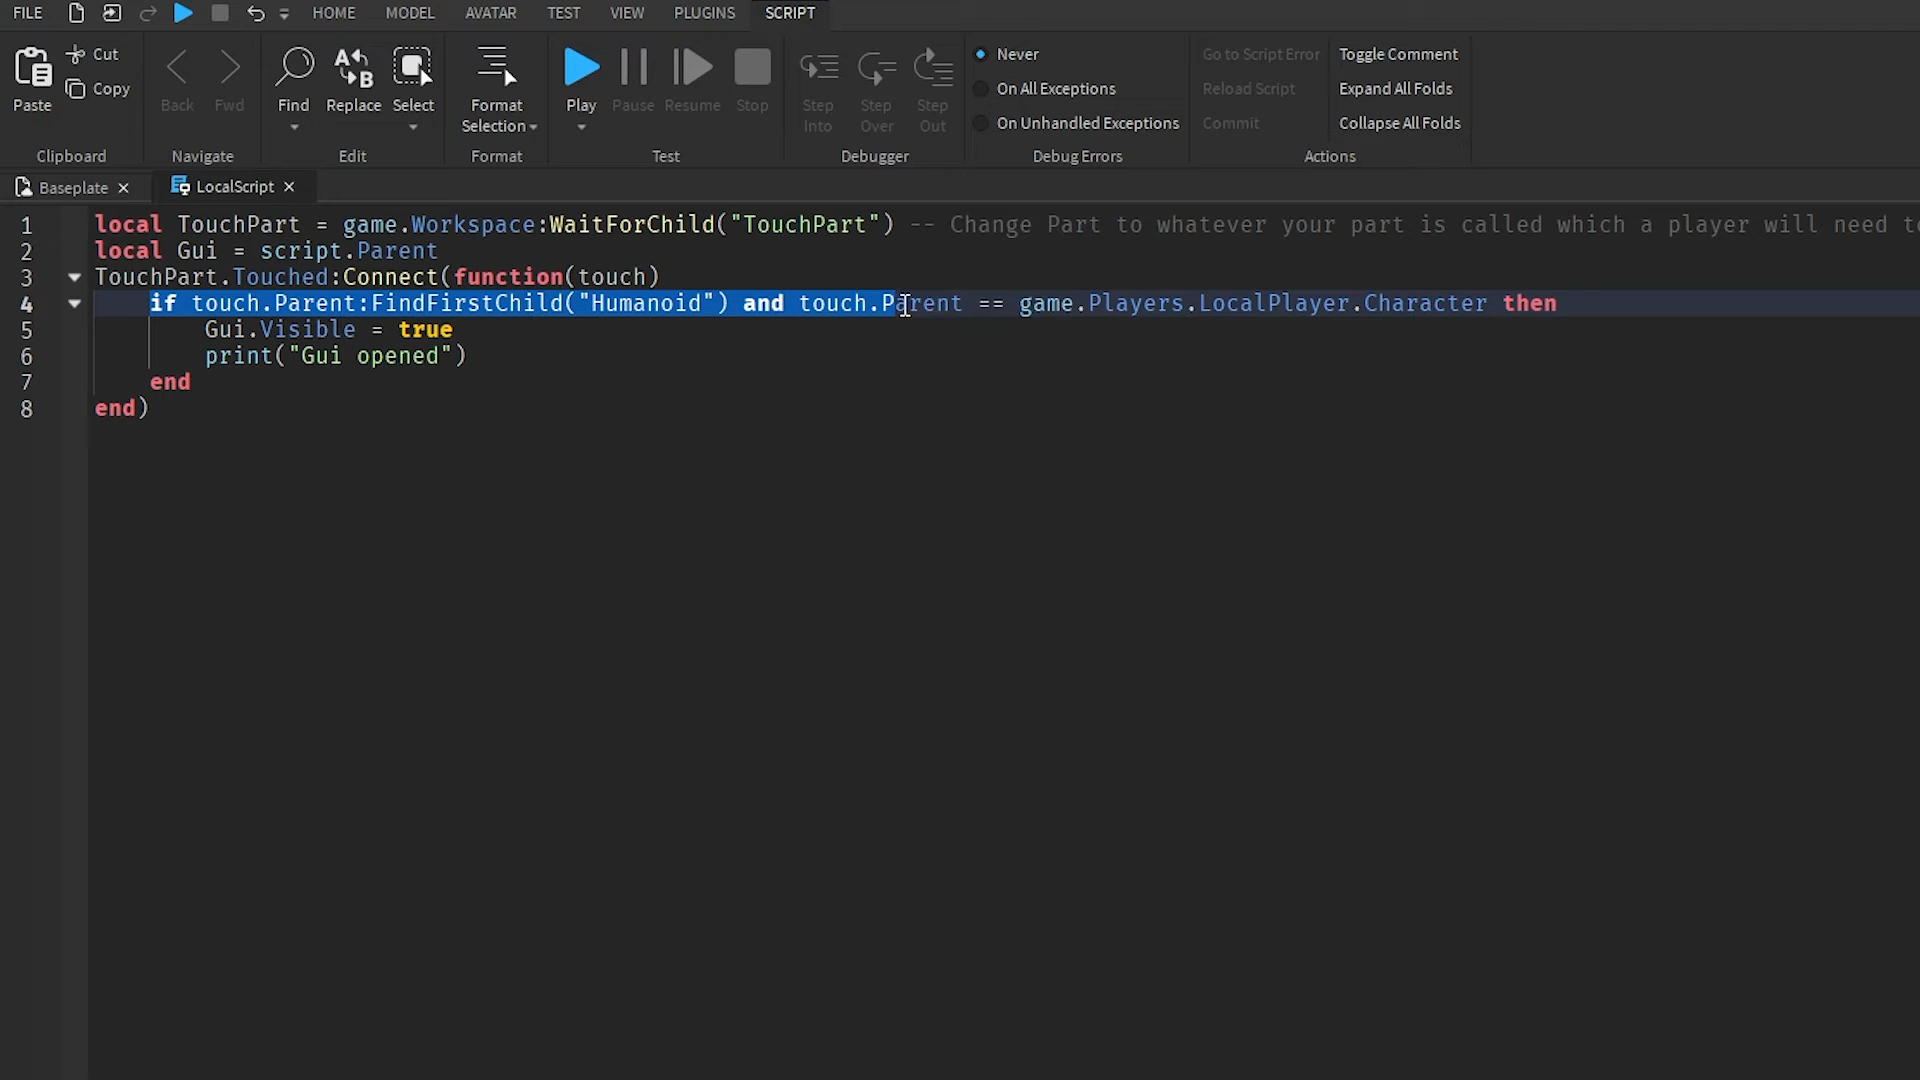 FILE HOME MODEL AVATAR TEST VIEW PLUGINS SCRIPT
Paste
Cut
Copy
Clipboard
Back Fwd
Navigate
Find Replace Select
Edit
Format
Selection
Format
Play Pause Resume Stop
Test
Step
Into
Step
Over
Step
Out
Debugger
Never
On All Exceptions
On Unhandled Exceptions
Debug Errors
Go to Script Error
Reload Script
Commit
Toggle Comment
Expand All Folds
Collapse All Folds
Actions
Baseplate LocalScript
1 local TouchPart = game.Workspace:WaitForChild("TouchPart") -- Change Part to whatever your part is called which a player will need
2 local Gui = script.Parent
3 TouchPart.Touched:Connect(function(touch)
4 if touch.Parent:FindFirstChild("Humanoid") and touch.Parent == game.Players.LocalPlayer.Character then
5 Gui.Visible = true
6 print("Gui opened")
7 end
8 end)